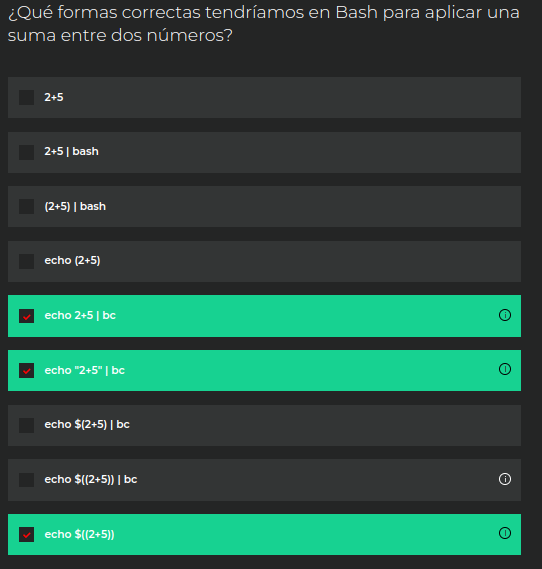 ¿Qué formas correctas tendríamos en Bash para aplicar una
suma entre dos números?
2+5
2+5 | bash
(2+5) | bash
echo (2+5)
echo 2+5 | bc
echo "2+5" | bc
echo $(2+5) | bc
echo $((2+5)) | bc
echo $((2+5))